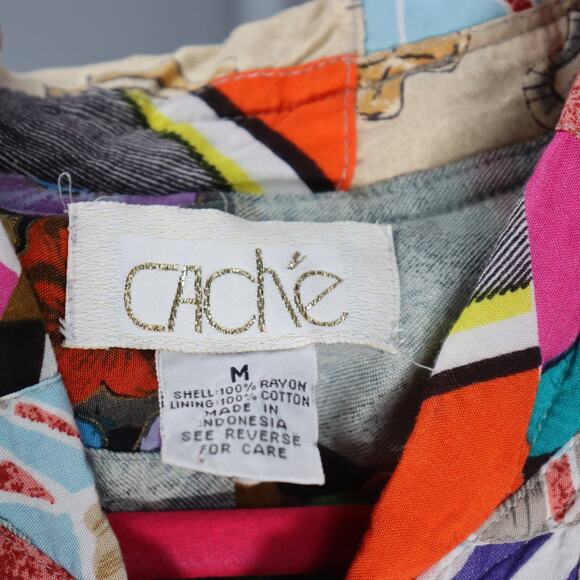 Caché
M
SHELL:100% RAYON
LINING:100% COTTON
MADE IN
INDONESIA
SEE REVERSE
FOR CARE